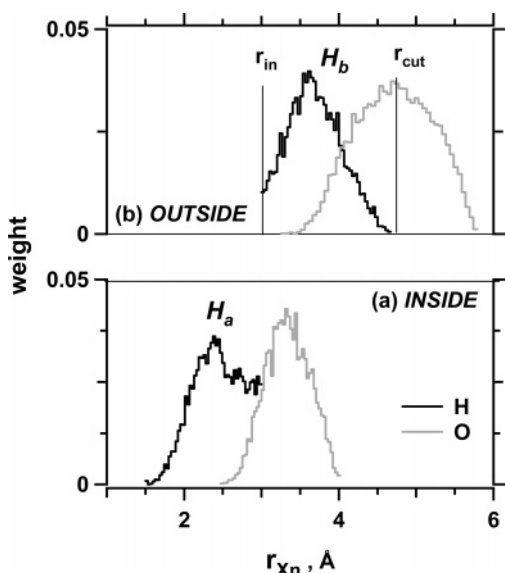 0.05
r_in
H_b
r_cut
(b) OUTSIDE
0
weight
0.05
(a) INSIDE
H_a
H
O
0
2 4 6
r_Xn , Å